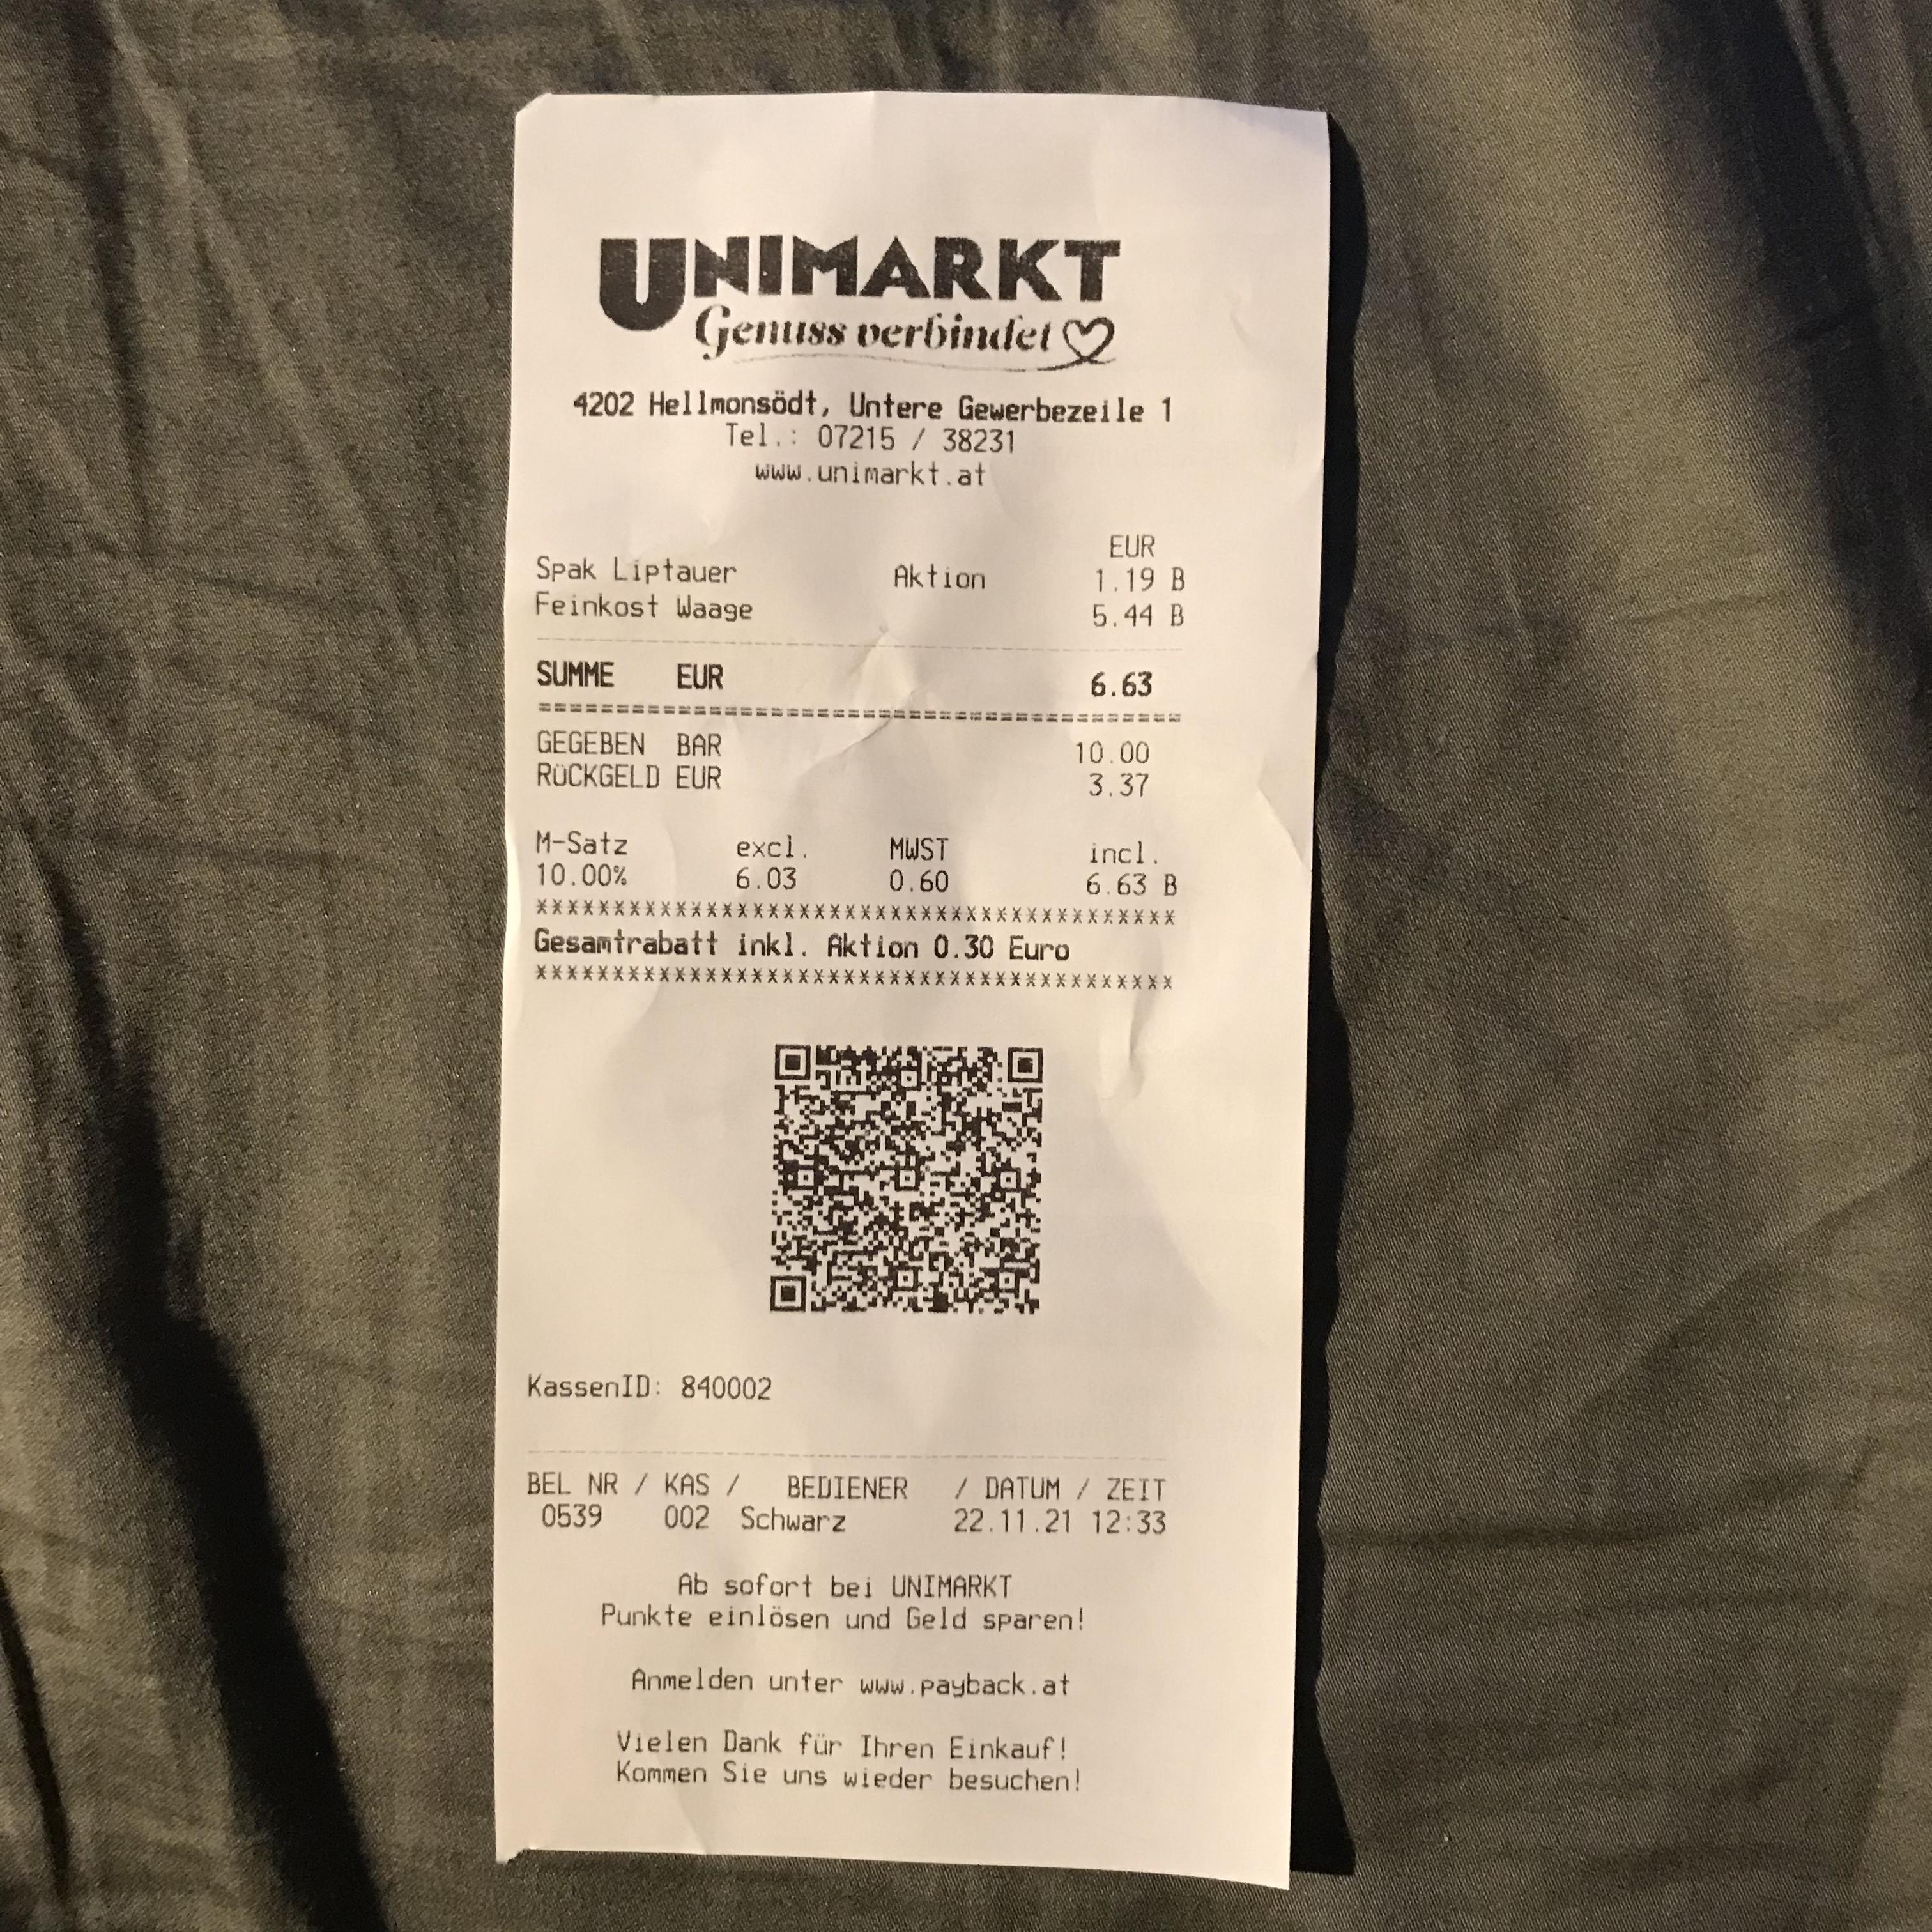 UNIMARKT
Genuss verbindet
4202 Hellmonsödt, Untere Gewerbezeile 1
Tel.: 07215 / 38231
www.unimarkt.at
EUR
Spak Liptauer Aktion 1.19 B
Feinkost Waage 5.44 B
SUMME EUR 6.63
==========================================
GEGEBEN BAR 10.00
RÜCKGELD EUR 3.37
M-Satz excl. MWST incl.
10.00% 6.03 0.60 6.63 B
******************************************
Gesamtrabatt inkl. Aktion 0.30 Euro
******************************************
KassenID: 840002
BEL NR / KAS / BEDIENER / DATUM / ZEIT
0539 002 Schwarz 22.11.21 12:33
Ab sofort bei UNIMARKT
Punkte einlösen und Geld sparen!
Anmelden unter www.payback.at
Vielen Dank für Ihren Einkauf!
Kommen Sie uns wieder besuchen!